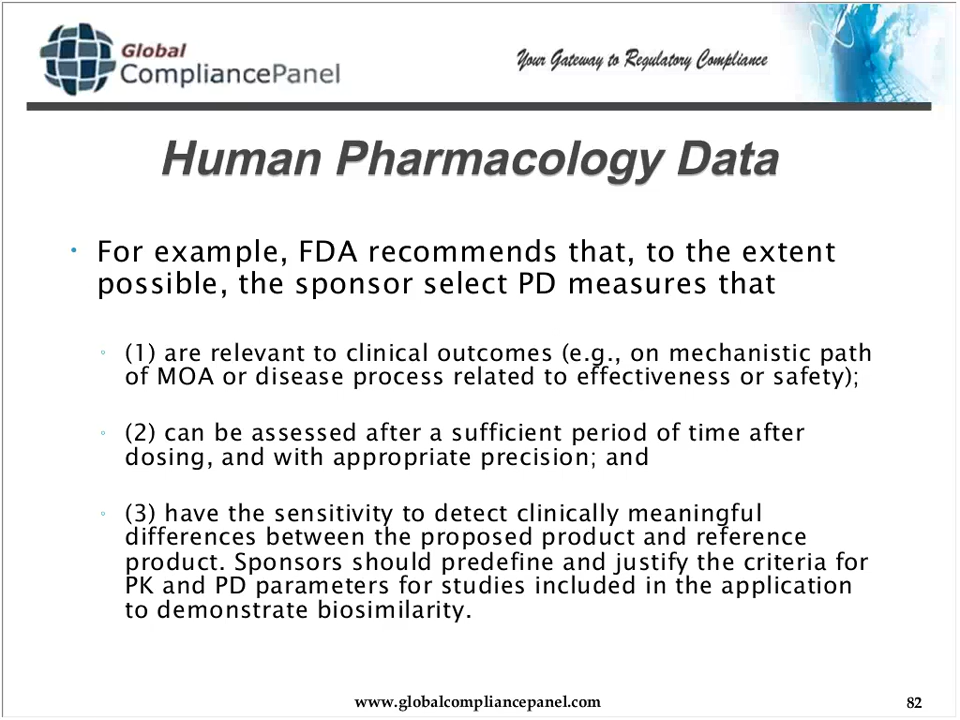 Global
CompliancePanel
Your Gateway to Regulatory Compliance
Human Pharmacology Data
• For example, FDA recommends that, to the extent
possible, the sponsor select PD measures that
◦ (1) are relevant to clinical outcomes (e.g., on mechanistic path
of MOA or disease process related to effectiveness or safety);
◦ (2) can be assessed after a sufficient period of time after
dosing, and with appropriate precision; and
◦ (3) have the sensitivity to detect clinically meaningful
differences between the proposed product and reference
product. Sponsors should predefine and justify the criteria for
PK and PD parameters for studies included in the application
to demonstrate biosimilarity.
www.globalcompliancepanel.com
82